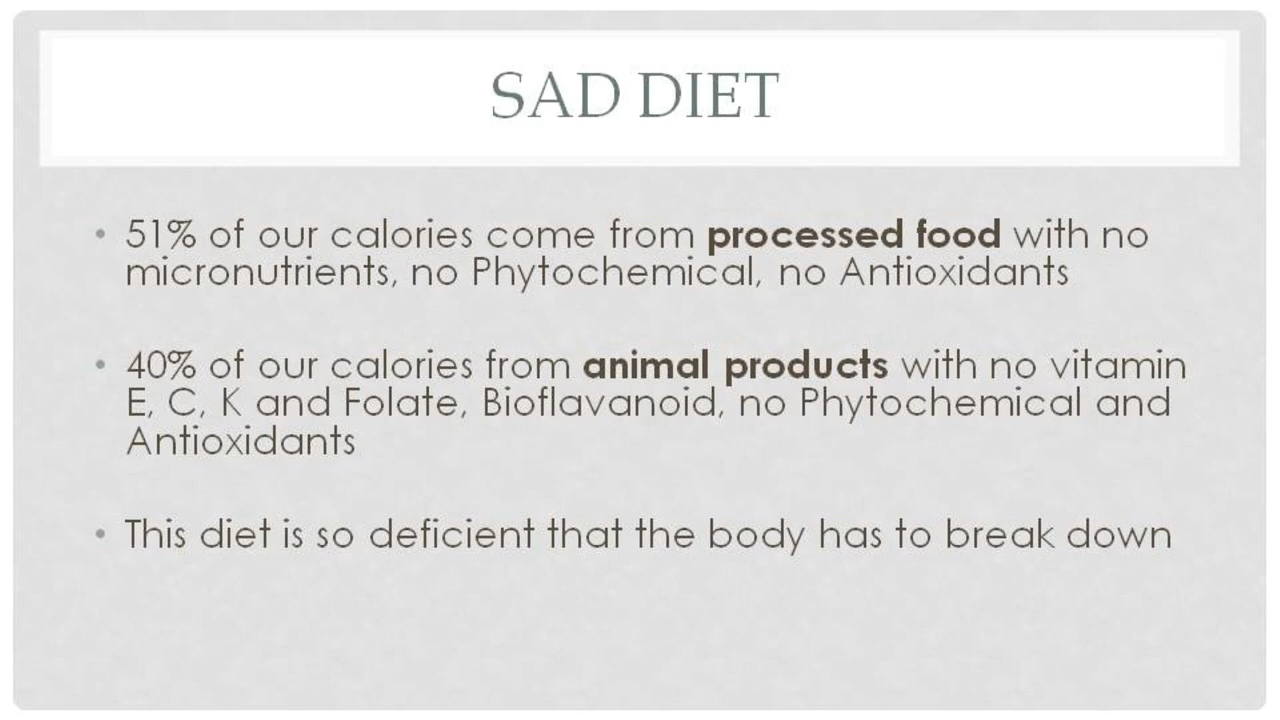 SAD DIET
• 51% of our calories come from processed food with no
micronutrients, no Phytochemical, no Antioxidants
• 40% of our calories from animal products with no vitamin
E, C, K and Folate, Bioflavanoid, no Phytochemical and
Antioxidants
• This diet is so deficient that the body has to break down